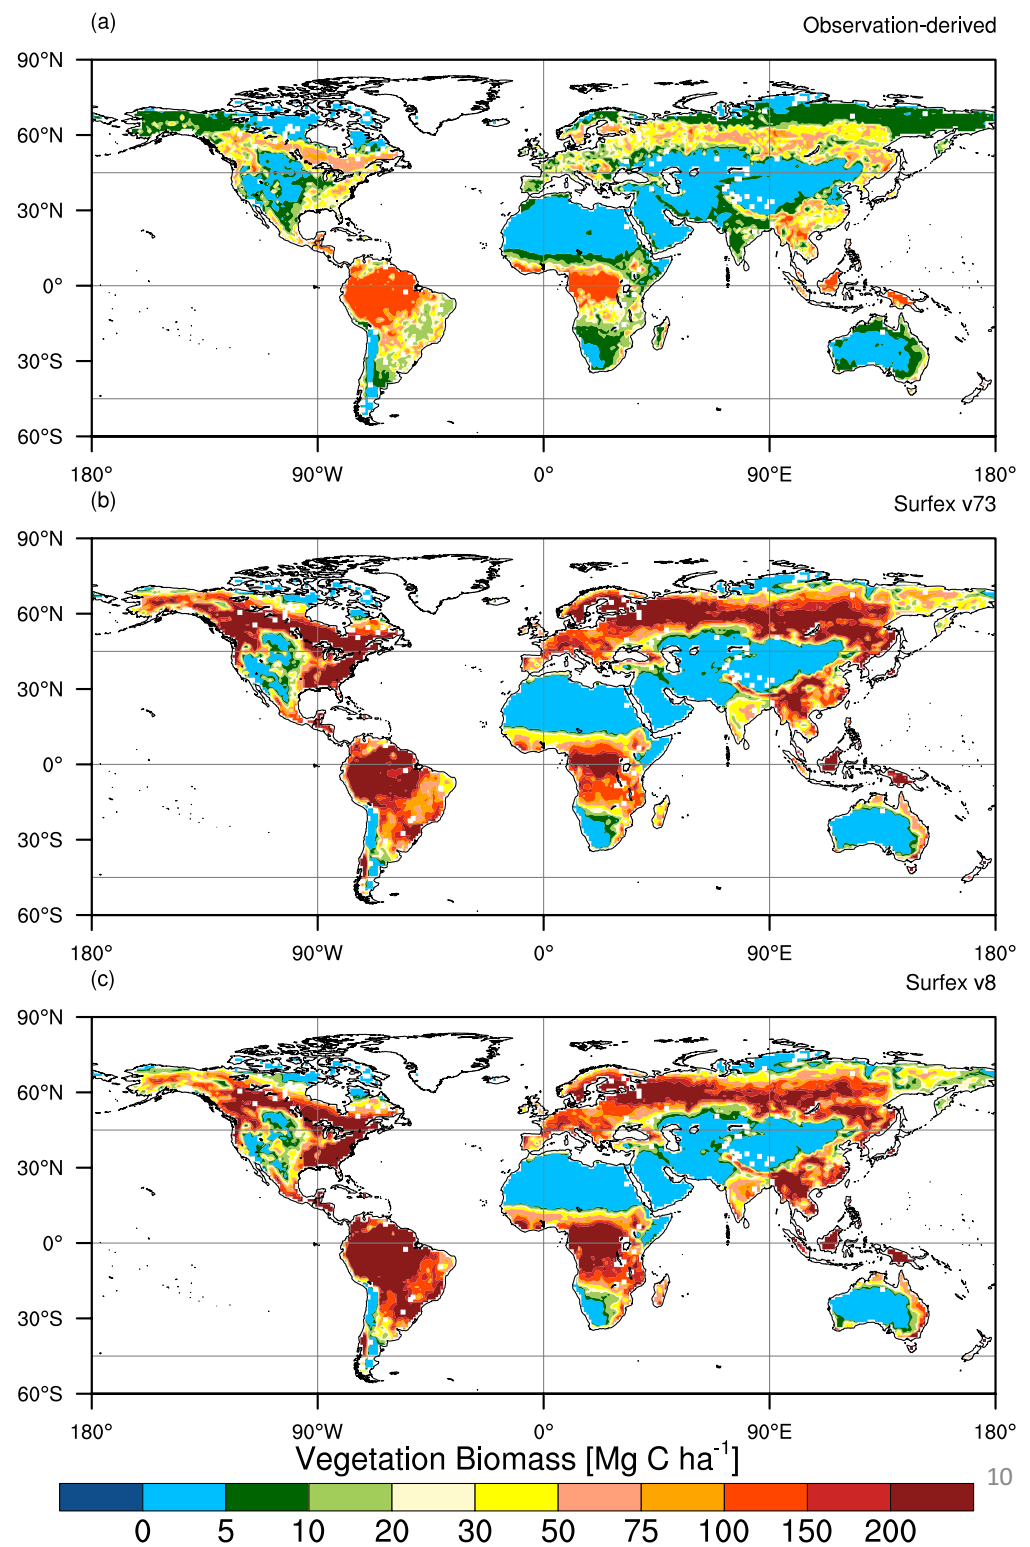 (a)
Observation-derived
90°N
60°N
30°N
0°
30°S
60°S
180° 90°W 0° 90°E 180°
(b)
Surfex v73
90°N
60°N
30°N
0°
30°S
60°S
180° 90°W 0° 90°E 180°
(c)
Surfex v8
90°N
60°N
30°N
0°
30°S
60°S
180° 90°W 0° 90°E 180°
Vegetation Biomass [Mg C ha⁻¹]
10
0 5 10 20 30 50 75 100 150 200